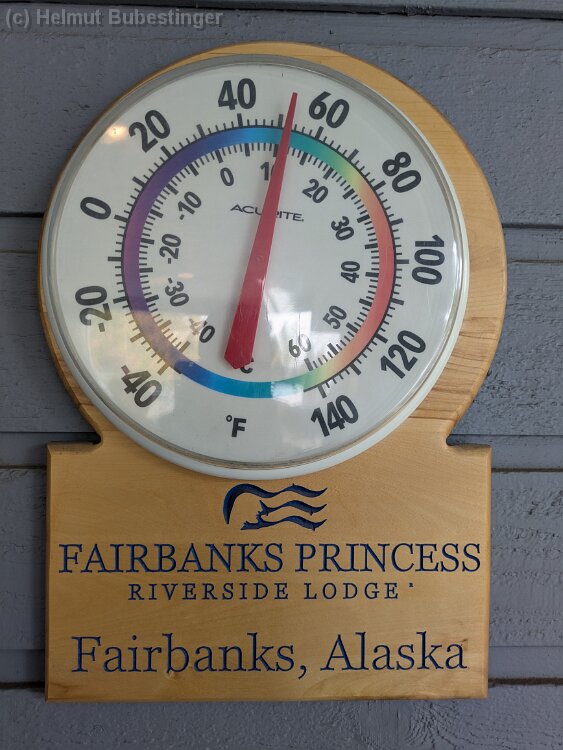 (c) Helmut Bubestinger
-40 -20 0 20 40 60 80 100 120 140
-40 -30 -20 -10 0 10 20 30 40 50 60
ACURITE.
°F
FAIRBANKS PRINCESS
RIVERSIDE LODGE
Fairbanks, Alaska